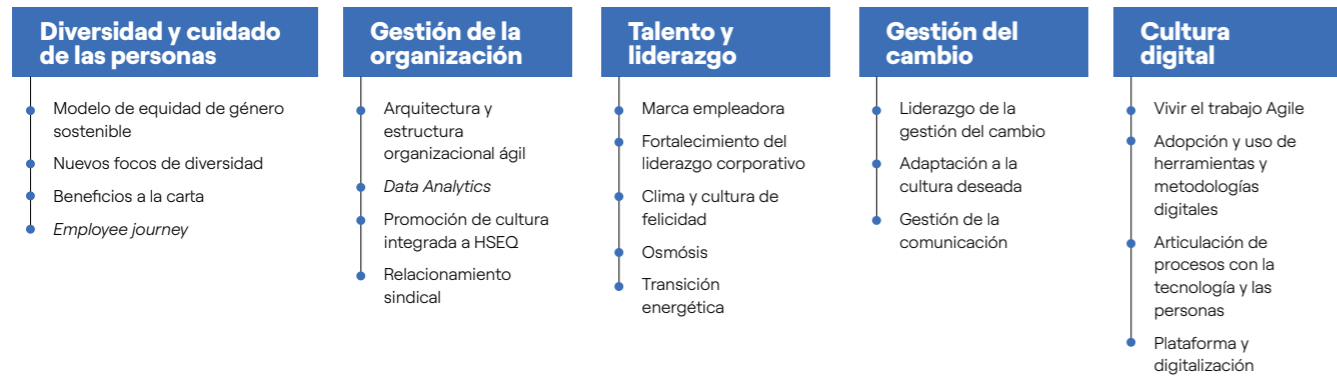 Diversidad y cuidado
de las personas
Modelo de equidad de género
sostenible
Nuevos focos de diversidad
Beneficios a la carta
Employee journey
Gestión de la
organización
Arquitectura y
estructura
organizacional ágil
Data Analytics
Promoción de cultura
integrada a HSEQ
Relacionamiento
sindical
Talento y
liderazgo
Marca empleadora
Fortalecimiento del
liderazgo corporativo
Clima y cultura de
felicidad
Osmósis
Transición
energética
Gestión del
cambio
Liderazgo de la
gestión del cambio
Adaptación a la
cultura deseada
Gestión de la
comunicación
Cultura
digital
Vivir el trabajo Agile
Adopción y uso de
herramientas y
metodologías
digitales
Articulación de
procesos con la
tecnología y las
personas
Plataforma y
digitalización